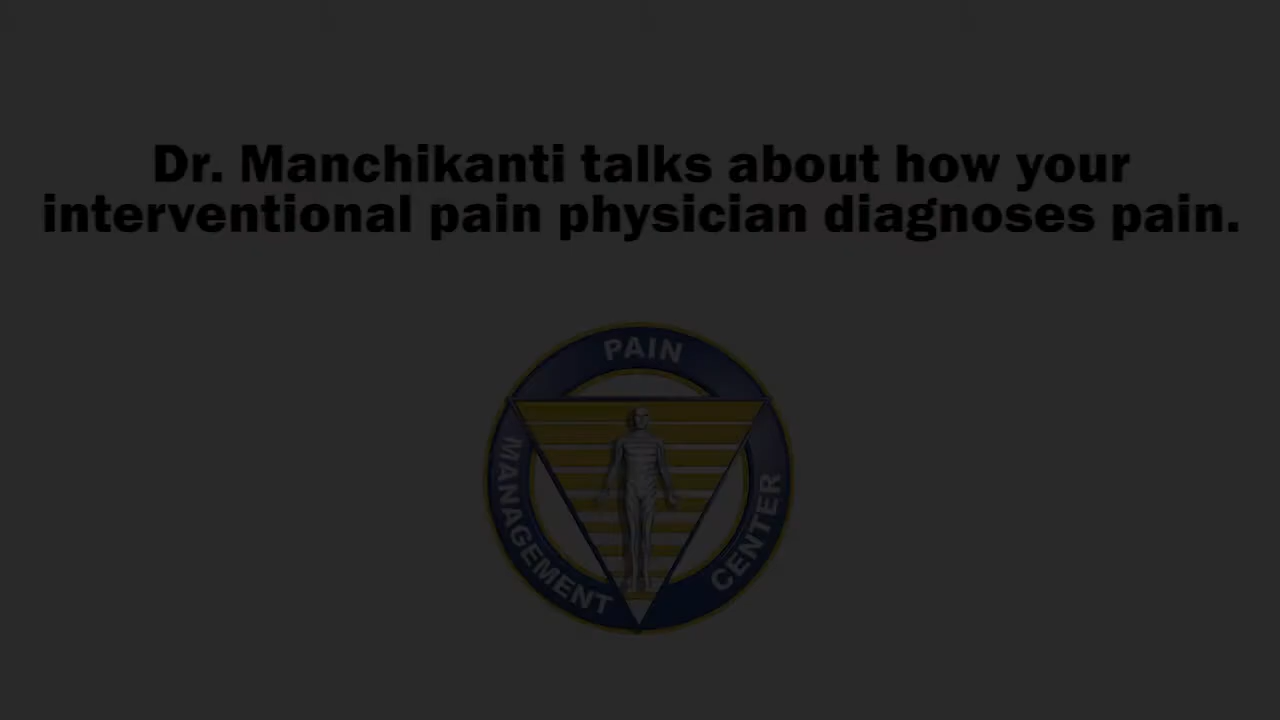 Dr. Manchikanti talks about how your
interventional pain physician diagnoses pain.
PAIN
MANAGEMENT
CENTER